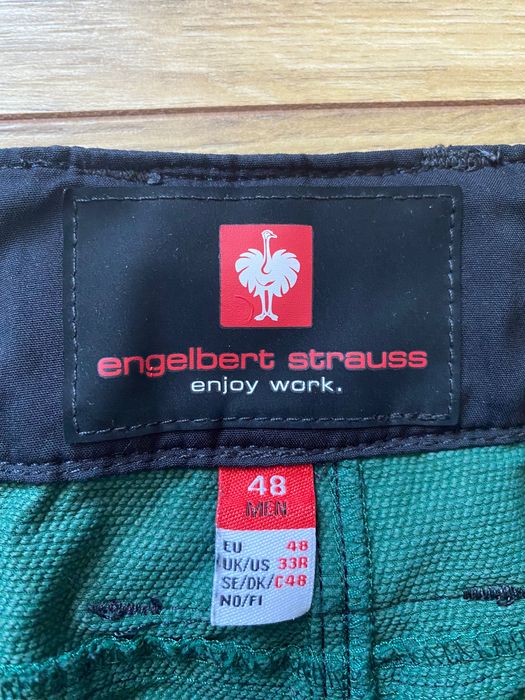 engelbert strauss
enjoy work.
48
MEN
EU 48
UK/US 33R
SE/DK/ C48
NO/FI